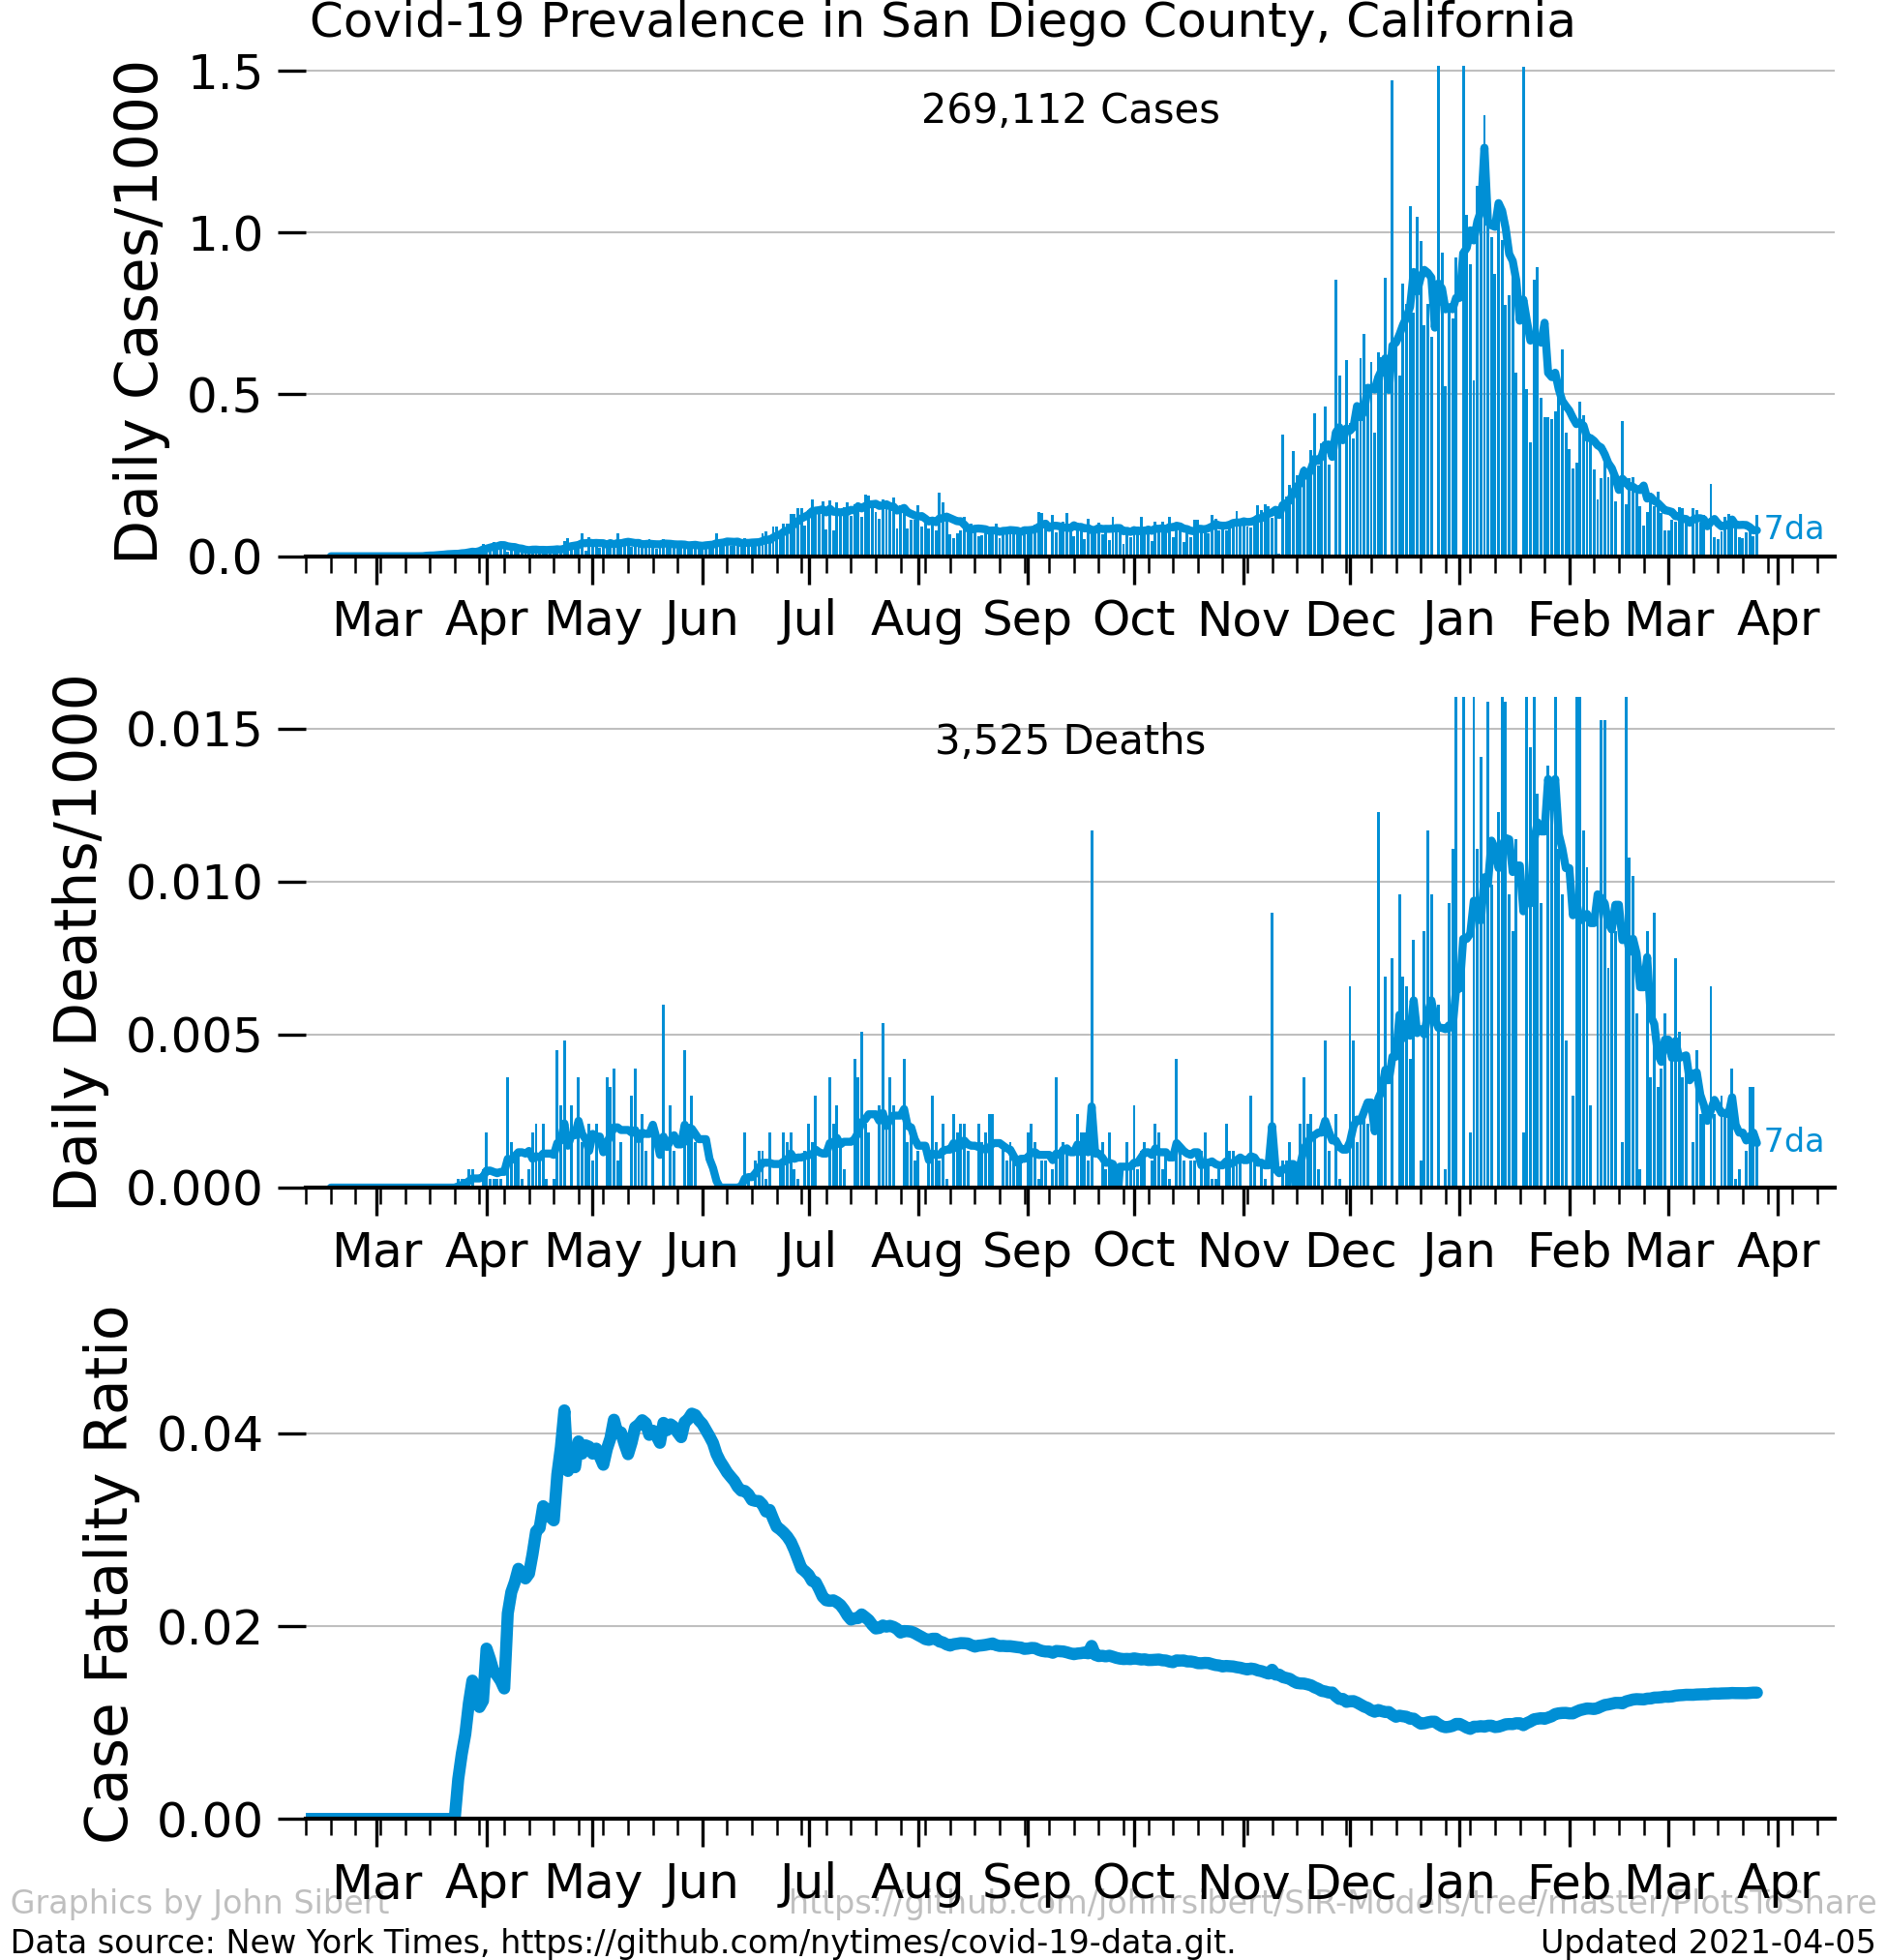 Covid-19 Prevalence in San Diego County, California
Daily Cases/1000
1.5
1.0
0.5
0.0
269,112 Cases
7da
Mar Apr May Jun Jul Aug Sep Oct Nov Dec Jan Feb Mar Apr
Daily Deaths/1000
0.015
0.010
0.005
0.000
3,525 Deaths
7da
Mar Apr May Jun Jul Aug Sep Oct Nov Dec Jan Feb Mar Apr
Case Fatality Ratio
0.04
0.02
0.00
Mar Apr May Jun Jul Aug Sep Oct Nov Dec Jan Feb Mar Apr
Graphics by John Sibert https://github.com/johnrsibert/SIR-Models/tree/master/PlotsToShare
Data source: New York Times, https://github.com/nytimes/covid-19-data.git. Updated 2021-04-05